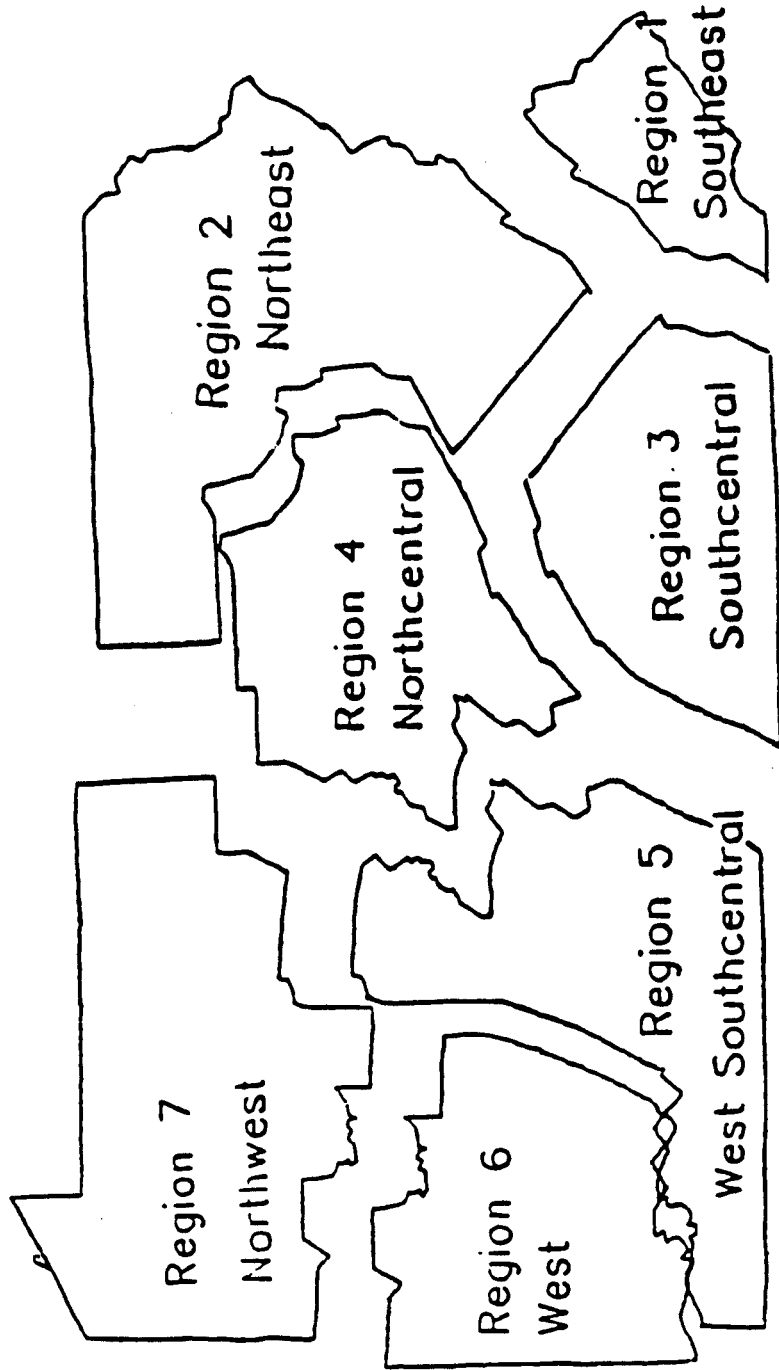 Region 1
Southeast
Region 2
Northeast
Region 3
Southcentral
Region 4
Northcentral
Region 5
West Southcentral
Region 6
West
Region 7
Northwest